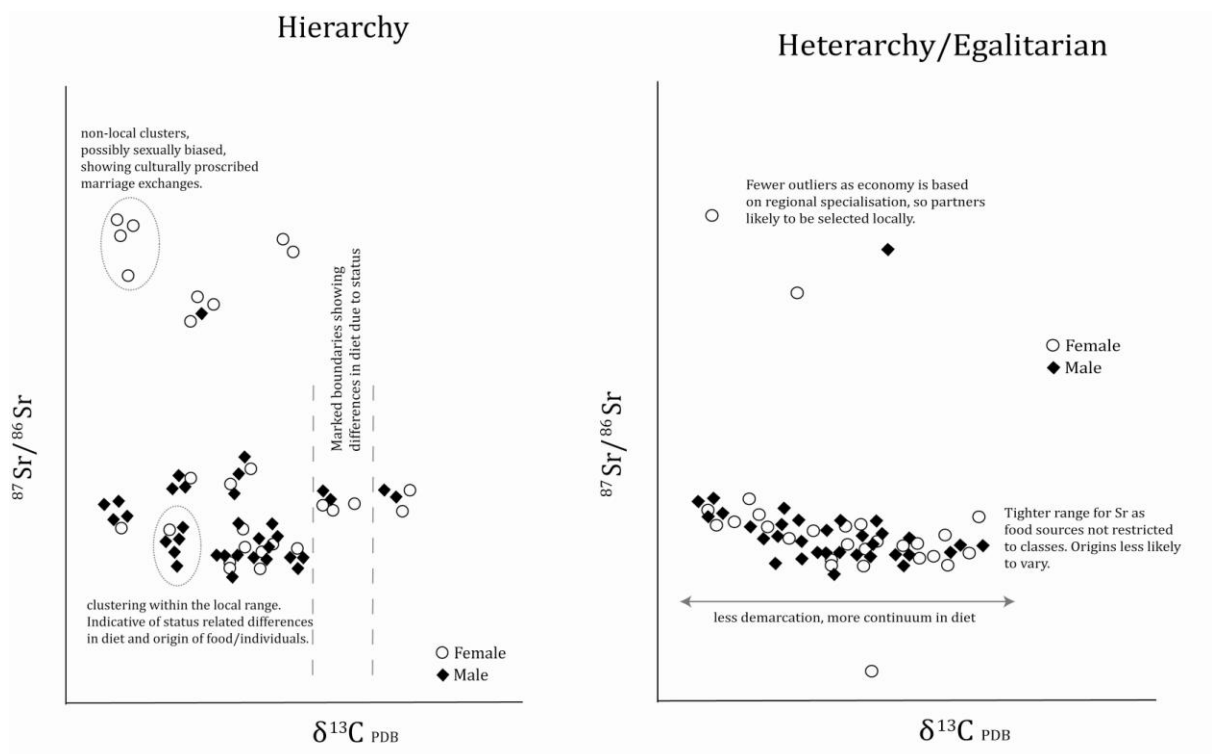 Hierarchy
non-local clusters,
possibly sexually biased,
showing culturally proscribed
marriage exchanges.
Marked boundaries showing
differences in diet due to status
⁸⁷Sr/⁸⁶Sr
clustering within the local range.
Indicative of status related differences
in diet and origin of food/individuals.
Female
Male
δ¹³C PDB
Heterarchy/Egalitarian
Fewer outliers as economy is based
on regional specialisation, so partners
likely to be selected locally.
Female
Male
⁸⁷Sr/⁸⁶Sr
Tighter range for Sr as
food sources not restricted
to classes. Origins less likely
to vary.
less demarcation, more continuum in diet
δ¹³C PDB